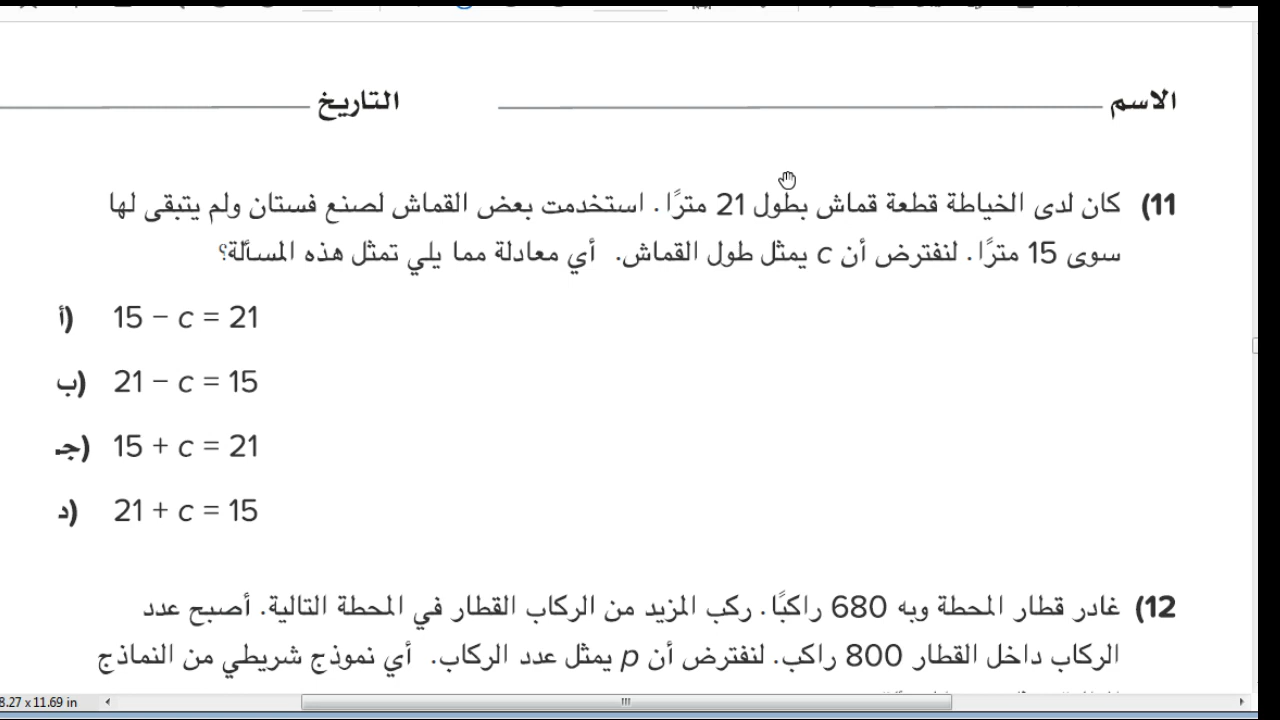 الاسم ــــــــــ التاريخ ــــــــــ
11) كان لدى الخياطة قطعة قماش بطول 21 مترًا. استخدمت بعض القماش لصنع فستان ولم يتبقى لها
سوى 15 مترًا. لنفترض أن c يمثل طول القماش. أي معادلة مما يلي تمثل هذه المسألة؟
أ) 15 − c = 21
ب) 21 − c = 15
جـ) 15 + c = 21
د) 21 + c = 15
12) غادر قطار المحطة وبه 680 راكبًا. ركب المزيد من الركاب القطار في المحطة التالية. أصبح عدد
الركاب داخل القطار 800 راكب. لنفترض أن p يمثل عدد الركاب. أي نموذج شريطي من النماذج
8.27 x 11.69 in